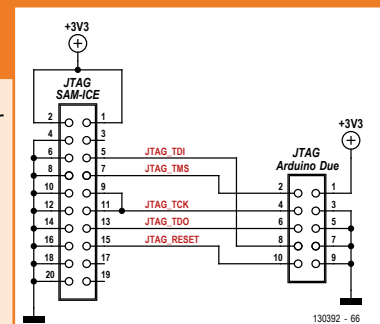 r
+3V3
JTAG
SAM-ICE
2 1
4 3
6 5 JTAG_TDI
8 7 JTAG_TMS
10 9
12 11 JTAG_TCK
14 13 JTAG_TDO
16 15 JTAG_RESET
18 17
20 19
+3V3
JTAG
Arduino Due
2 1
4 3
6 5
8 7
10 9
130392 - 66